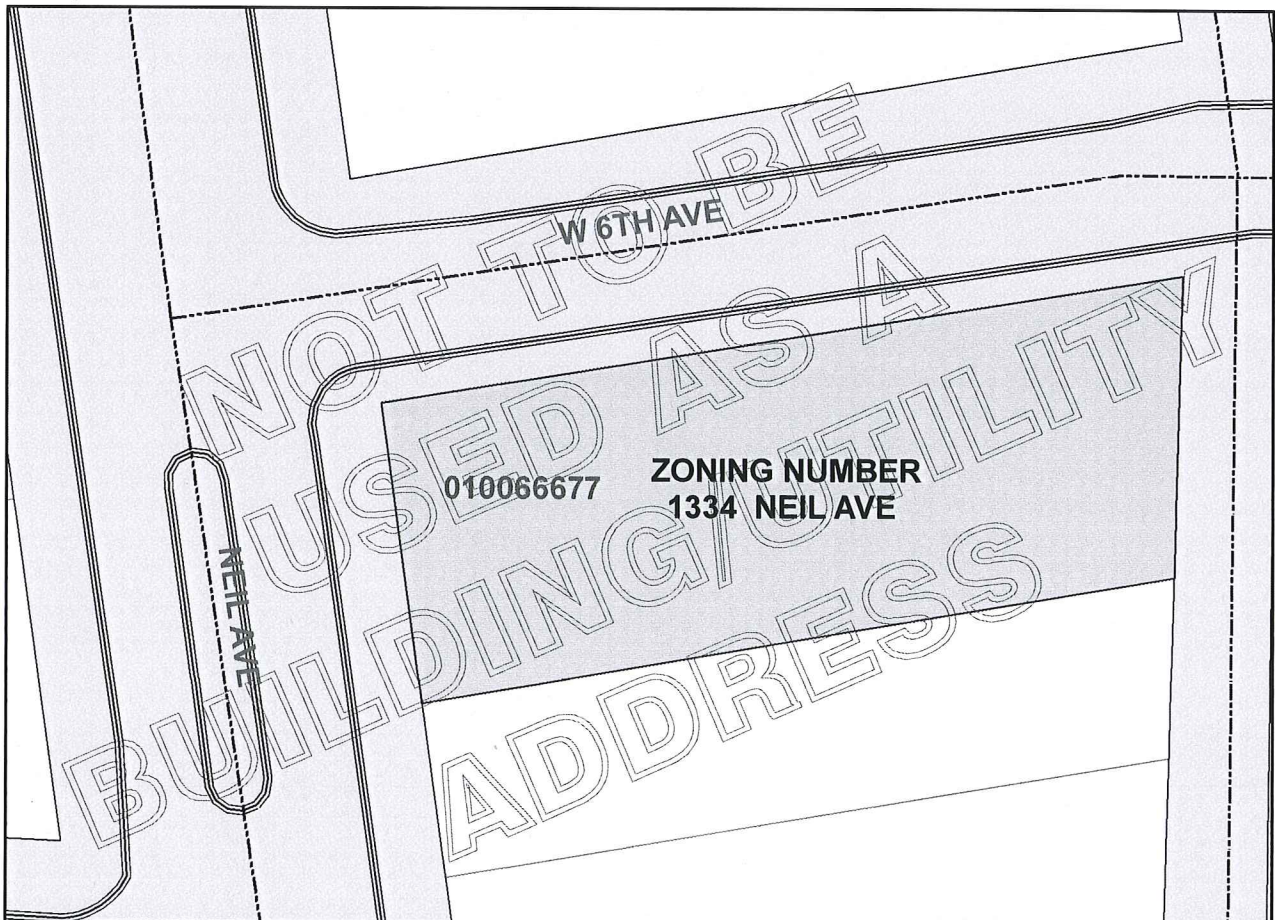 W 6TH AVE
NOT TO BE
USED AS A
BUILDING/UTILITY
ADDRESS
010066677
ZONING NUMBER
1334 NEIL AVE
NEIL AVE